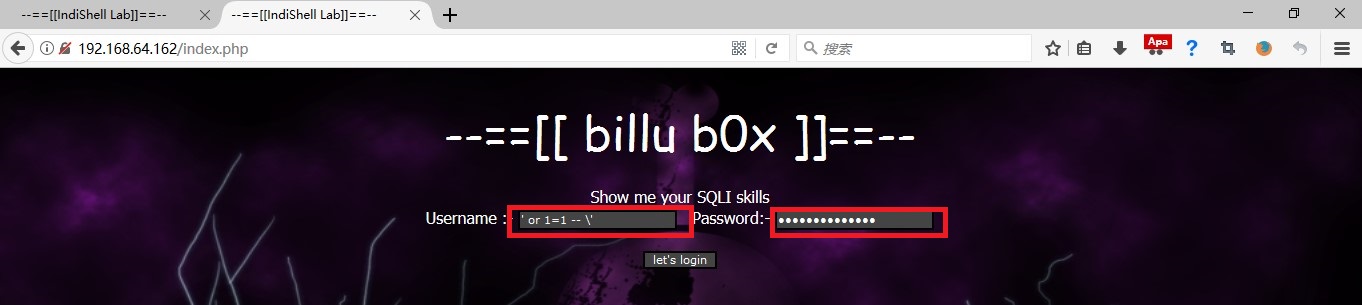 --==[[IndiShell Lab]]==--
--==[[IndiShell Lab]]==--
192.168.64.162/index.php
搜索
Apa
--==[[ billu b0x ]]==--
Show me your SQLI skills
Username :- ' or 1=1 -- \' Password:- ••••••••••••••
let's login